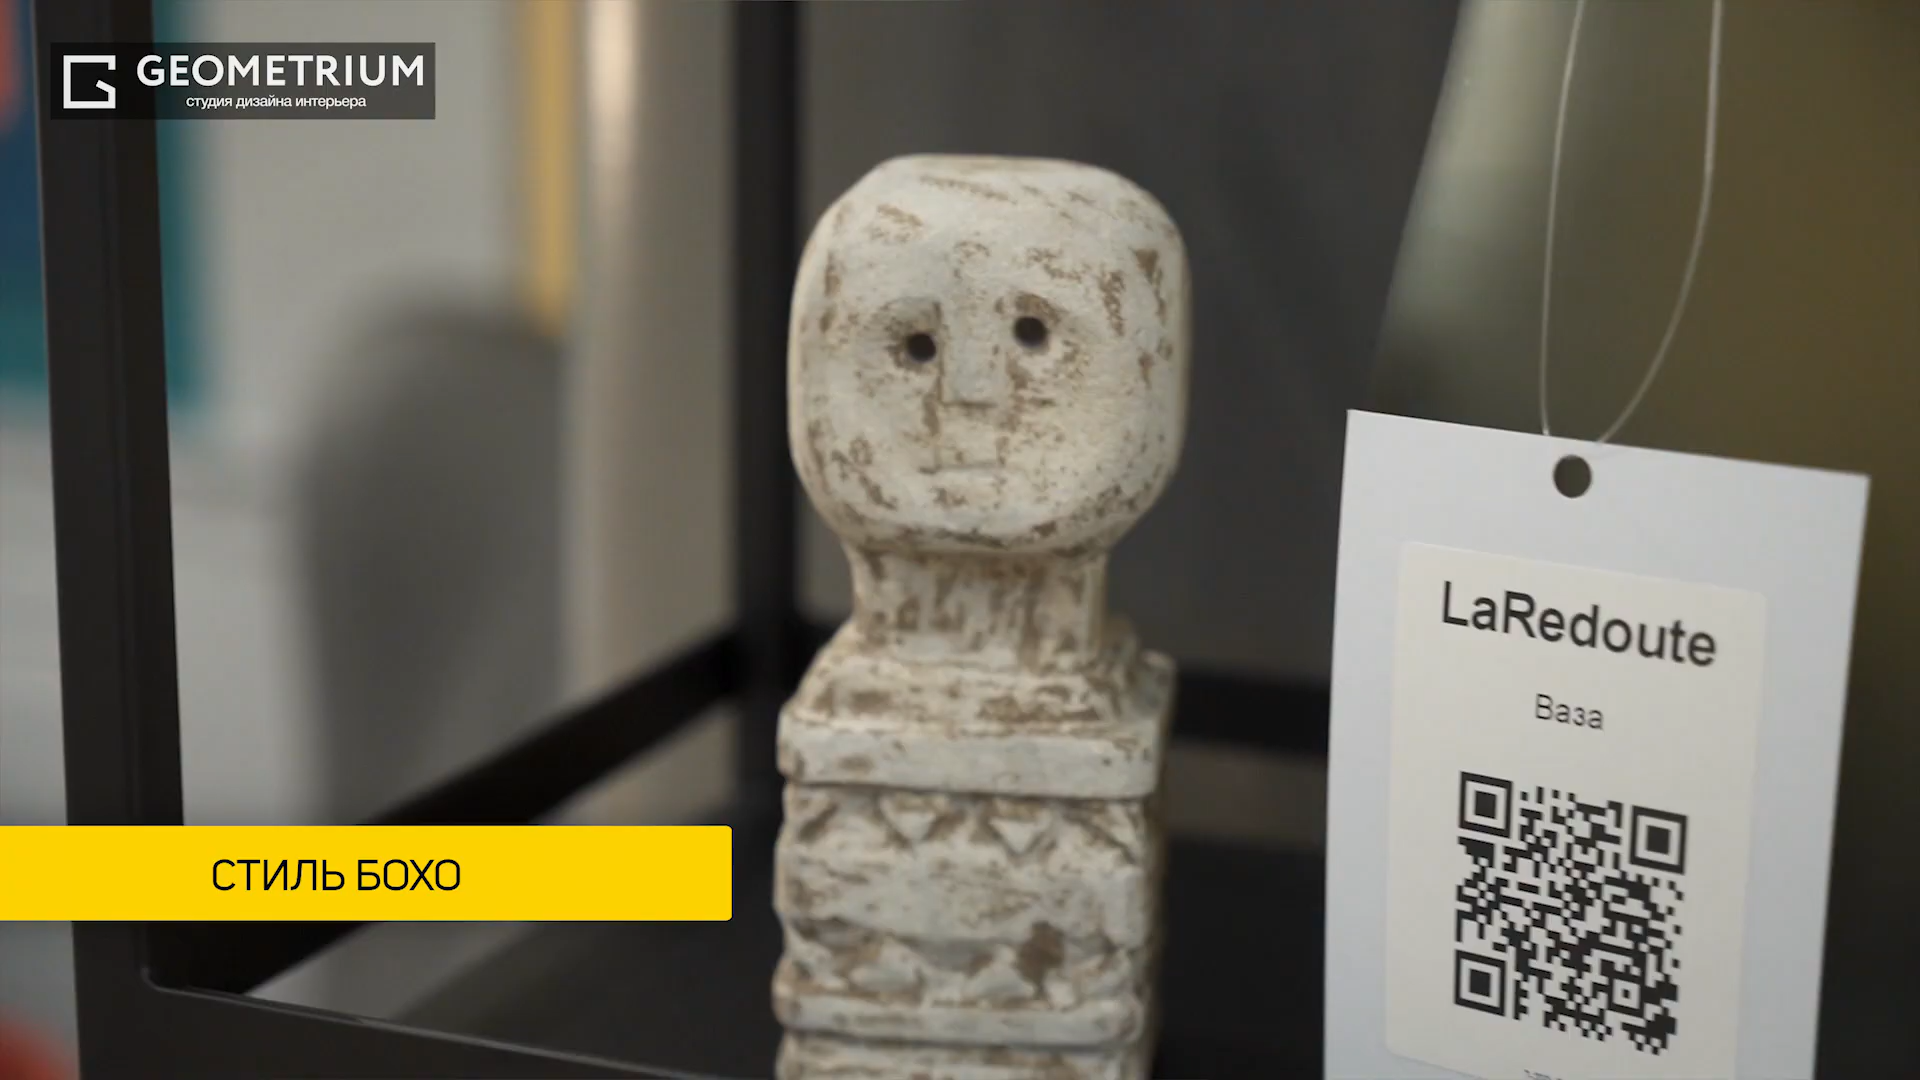 GEOMETRIUM
студия дизайна интерьера
LaRedoute
Ваза
СТИЛЬ БОХО